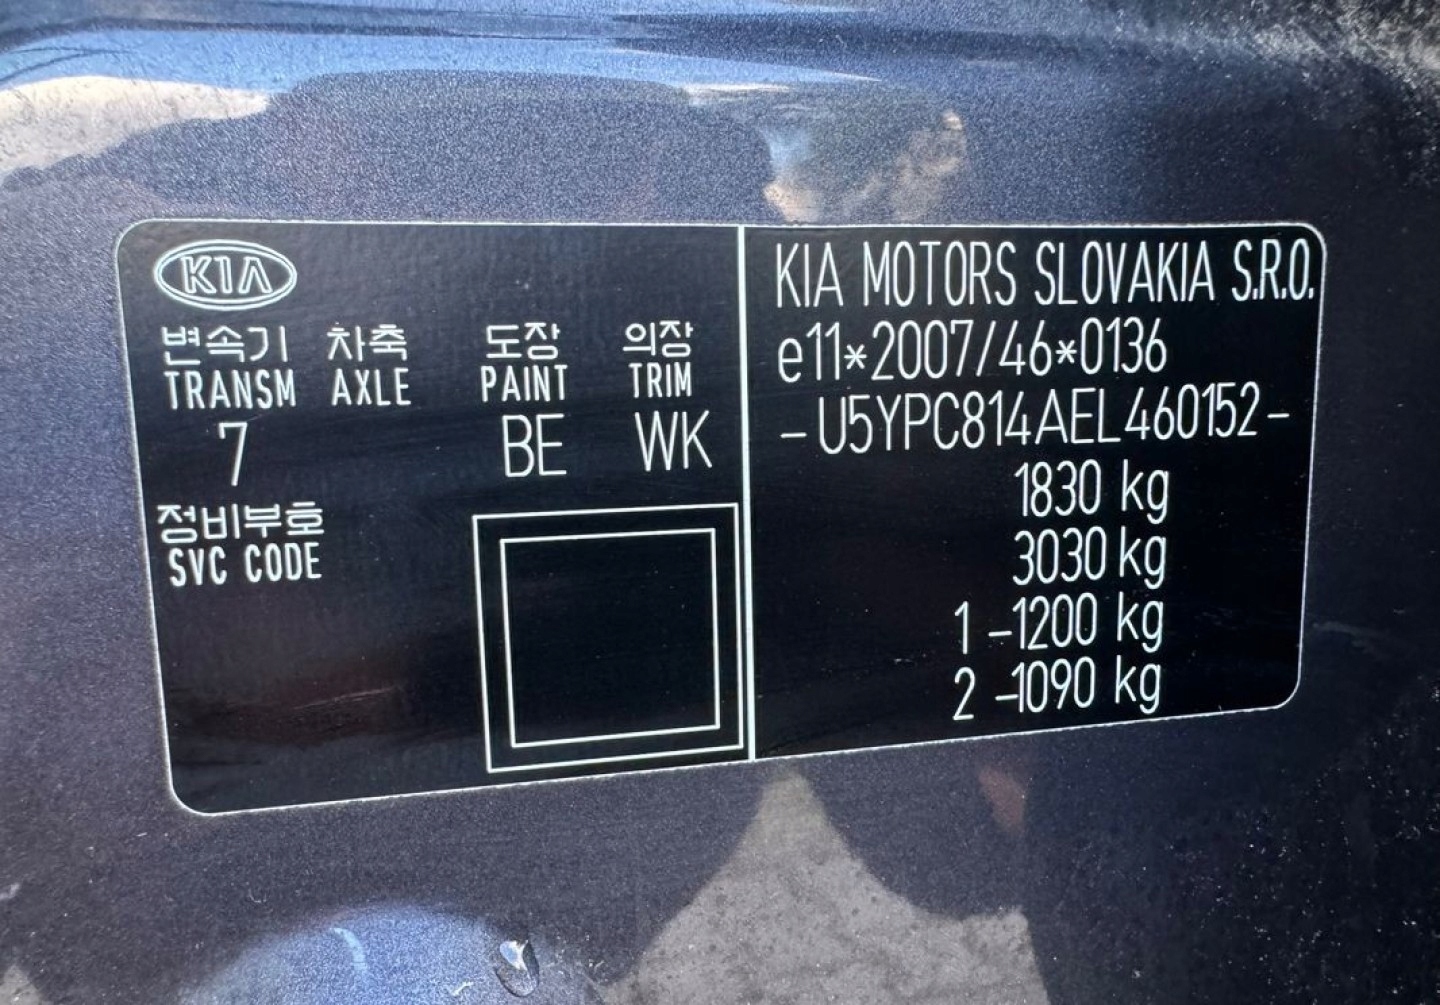 KIA
변속기 차축 도장 의장
TRANSM AXLE PAINT TRIM
7 BE WK
정비부호
SVC CODE
KIA MOTORS SLOVAKIA S.R.O.
e11*2007/46*0136
-U5YPC814AEL460152-
1830 kg
3030 kg
1 -1200 kg
2 -1090 kg